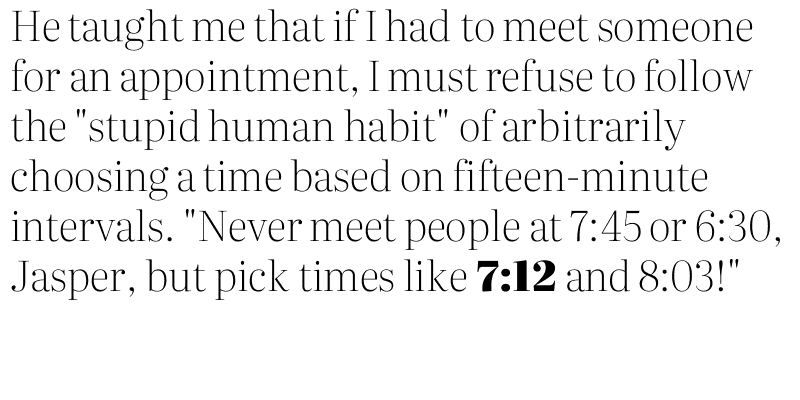 He taught me that if I had to meet someone
for an appointment, I must refuse to follow
the "stupid human habit" of arbitrarily
choosing a time based on fifteen-minute
intervals. "Never meet people at 7:45 or 6:30,
Jasper, but pick times like 7:12 and 8:03!"